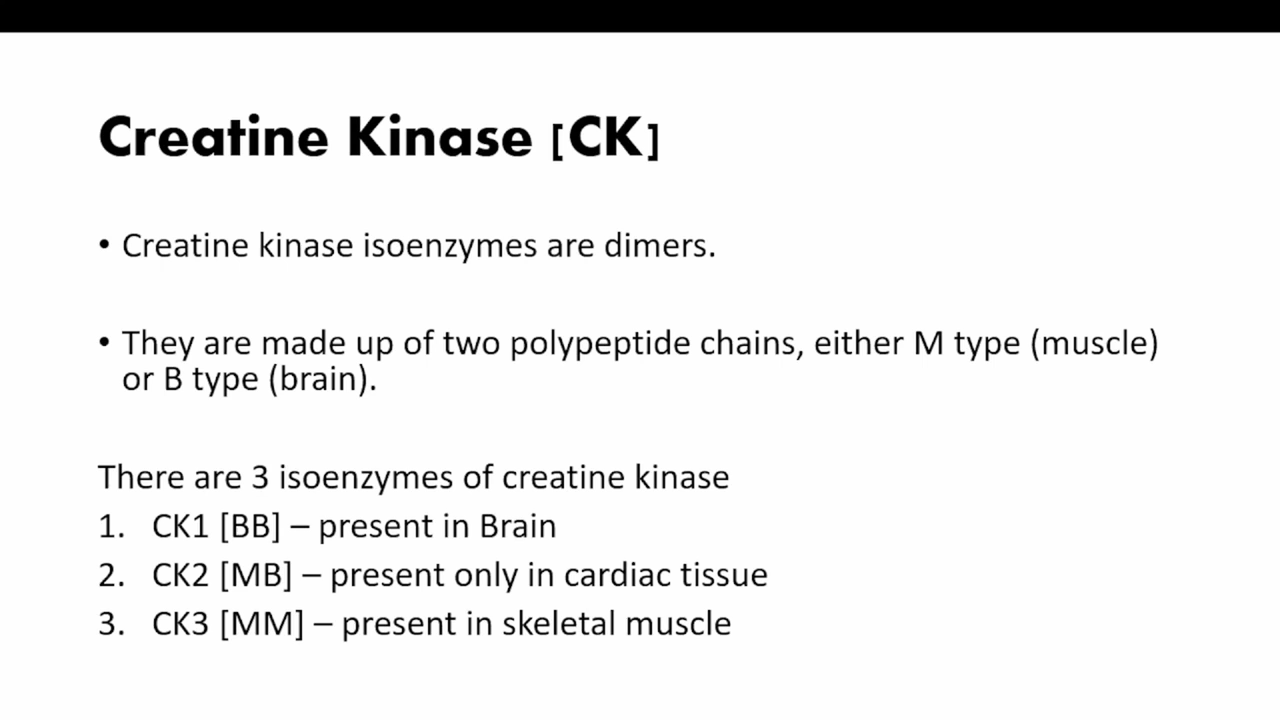 Creatine Kinase [CK]
• Creatine kinase isoenzymes are dimers.
• They are made up of two polypeptide chains, either M type (muscle)
or B type (brain).
There are 3 isoenzymes of creatine kinase
1. CK1 [BB] – present in Brain
2. CK2 [MB] – present only in cardiac tissue
3. CK3 [MM] – present in skeletal muscle